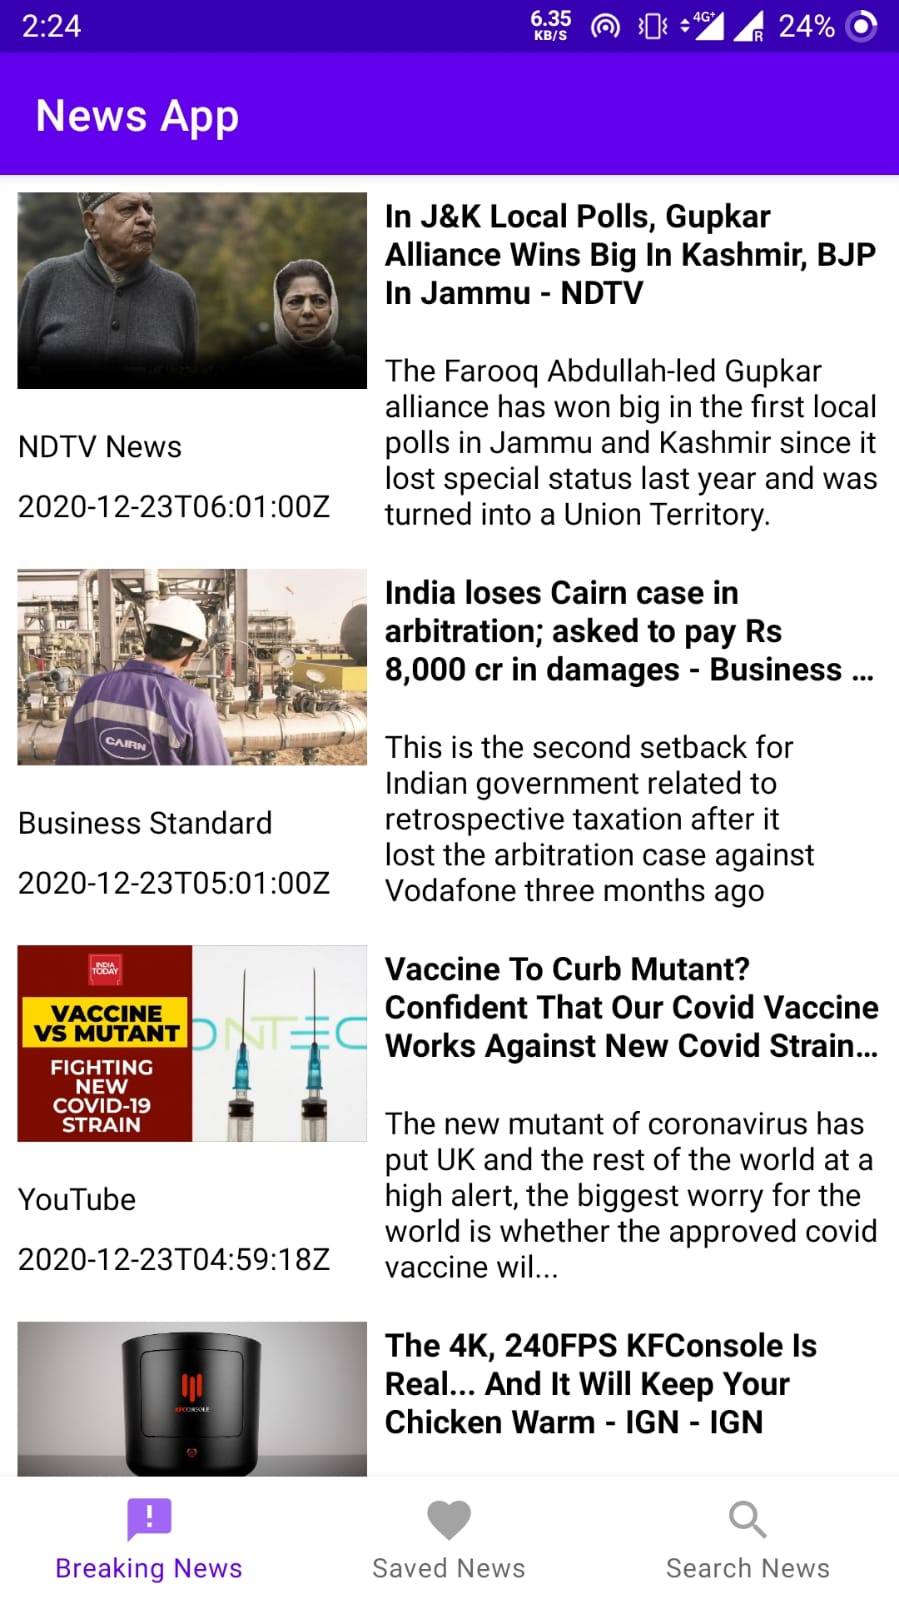 2:24
6.35
KB/S
4G+
R
24%
News App
In J&K Local Polls, Gupkar
Alliance Wins Big In Kashmir, BJP
In Jammu - NDTV
The Farooq Abdullah-led Gupkar
alliance has won big in the first local
polls in Jammu and Kashmir since it
lost special status last year and was
turned into a Union Territory.
NDTV News
2020-12-23T06:01:00Z
CAIRN
India loses Cairn case in
arbitration; asked to pay Rs
8,000 cr in damages - Business ...
This is the second setback for
Indian government related to
retrospective taxation after it
lost the arbitration case against
Vodafone three months ago
Business Standard
2020-12-23T05:01:00Z
INDIA
TODAY
VACCINE
VS MUTANT
FIGHTING
NEW
COVID-19
STRAIN
ONTEC
Vaccine To Curb Mutant?
Confident That Our Covid Vaccine
Works Against New Covid Strain...
The new mutant of coronavirus has
put UK and the rest of the world at a
high alert, the biggest worry for the
world is whether the approved covid
vaccine wil...
YouTube
2020-12-23T04:59:18Z
KFCONSOLE
The 4K, 240FPS KFConsole Is
Real... And It Will Keep Your
Chicken Warm - IGN - IGN
Breaking News
Saved News
Search News